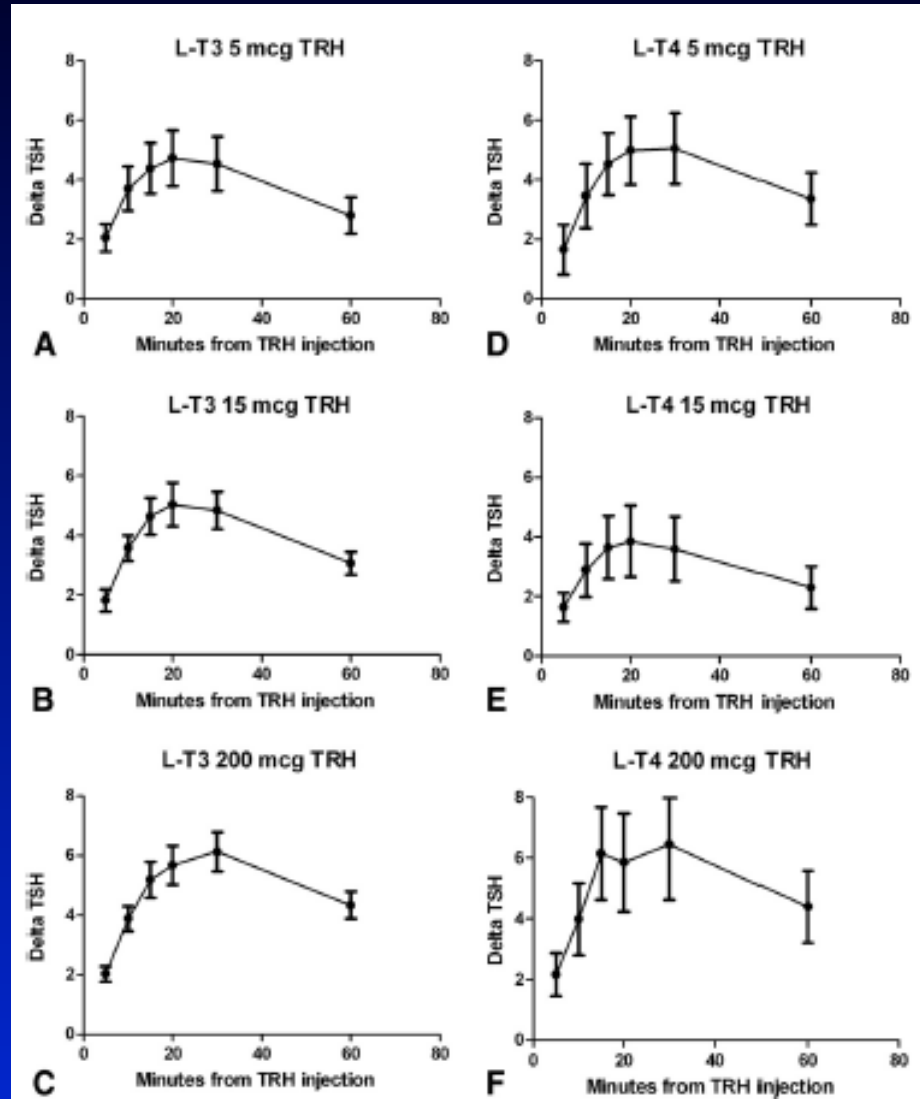 L-T3 5 mcg TRH
8
6
4
2
0
Delta TSH
0 20 40 60 80
Minutes from TRH injection
A
L-T4 5 mcg TRH
8
6
4
2
0
Delta TSH
0 20 40 60 80
Minutes from TRH injection
D
L-T3 15 mcg TRH
8
6
4
2
0
Delta TSH
0 20 40 60 80
Minutes from TRH injection
B
L-T4 15 mcg TRH
8
6
4
2
0
Delta TSH
0 20 40 60 80
Minutes from TRH injection
E
L-T3 200 mcg TRH
8
6
4
2
0
Delta TSH
0 20 40 60 80
Minutes from TRH injection
C
L-T4 200 mcg TRH
8
6
4
2
0
Delta TSH
0 20 40 60 80
Minutes from TRH injection
F